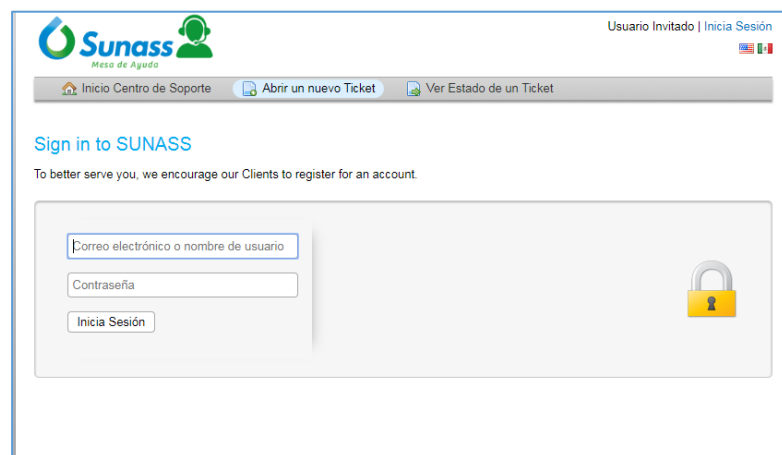 Sunass
Mesa de Ayuda
Usuario Invitado | Inicia Sesión
Inicio Centro de Soporte Abrir un nuevo Ticket Ver Estado de un Ticket
Sign in to SUNASS
To better serve you, we encourage our Clients to register for an account.
Correo electrónico o nombre de usuario
Contraseña
Inicia Sesión